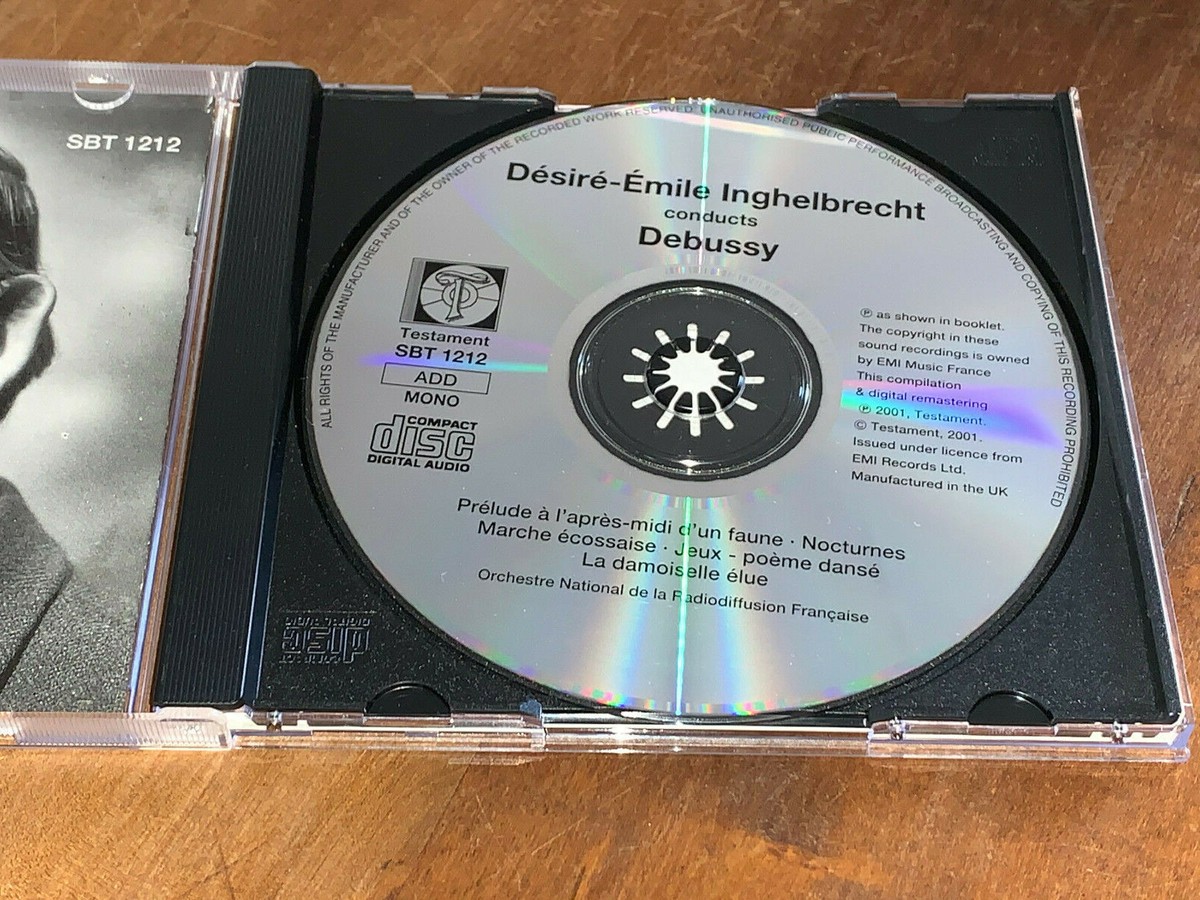 SBT 1212
ALL RIGHTS OF THE MANUFACTURER AND OF THE OWNER OF THE RECORDED WORK RESERVED. UNAUTHORISED PUBLIC PERFORMANCE BROADCASTING AND COPYING OF THIS RECORDING PROHIBITED
Désiré-Émile Inghelbrecht
conducts
Debussy
Testament
SBT 1212
ADD
MONO
COMPACT
disc
DIGITAL AUDIO
℗ as shown in booklet.
The copyright in these
sound recordings is owned
by EMI Music France
This compilation
& digital remastering
℗ 2001, Testament.
© Testament, 2001.
Issued under licence from
EMI Records Ltd.
Manufactured in the UK
Prélude à l'après-midi d'un faune · Nocturnes
Marche écossaise · Jeux - poème dansé
La damoiselle élue
Orchestre National de la Radiodiffusion Française